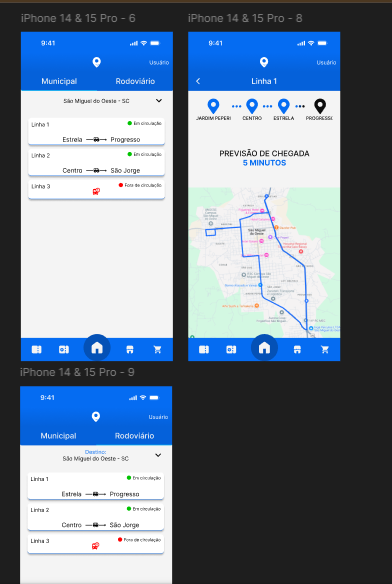 iPhone 14 & 15 Pro - 6
9:41
Usuário
Municipal Rodoviário
São Miguel do Oeste - SC
Linha 1 Em circulação
Estrela Progresso
Linha 2 Em circulação
Centro São Jorge
Linha 3 Fora de circulação
iPhone 14 & 15 Pro - 8
9:41
Usuário
Linha 1
JARDIM PEPERI CENTRO ESTRELA PROGRESSO
PREVISÃO DE CHEGADA
5 MINUTOS
iPhone 14 & 15 Pro - 9
9:41
Usuário
Municipal Rodoviário
Destino:
São Miguel do Oeste - SC
Linha 1 Em circulação
Estrela Progresso
Linha 2 Em circulação
Centro São Jorge
Linha 3 Fora de circulação